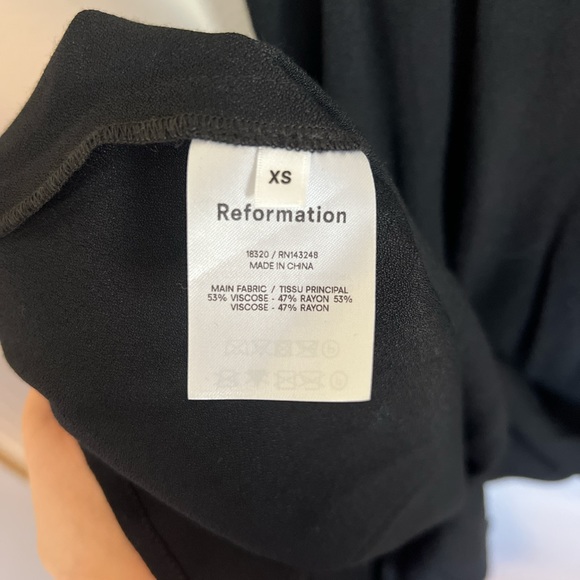 XS
Reformation
18320 / RN143248
MADE IN CHINA
MAIN FABRIC / TISSU PRINCIPAL
53% VISCOSE - 47% RAYON 53%
VISCOSE - 47% RAYON